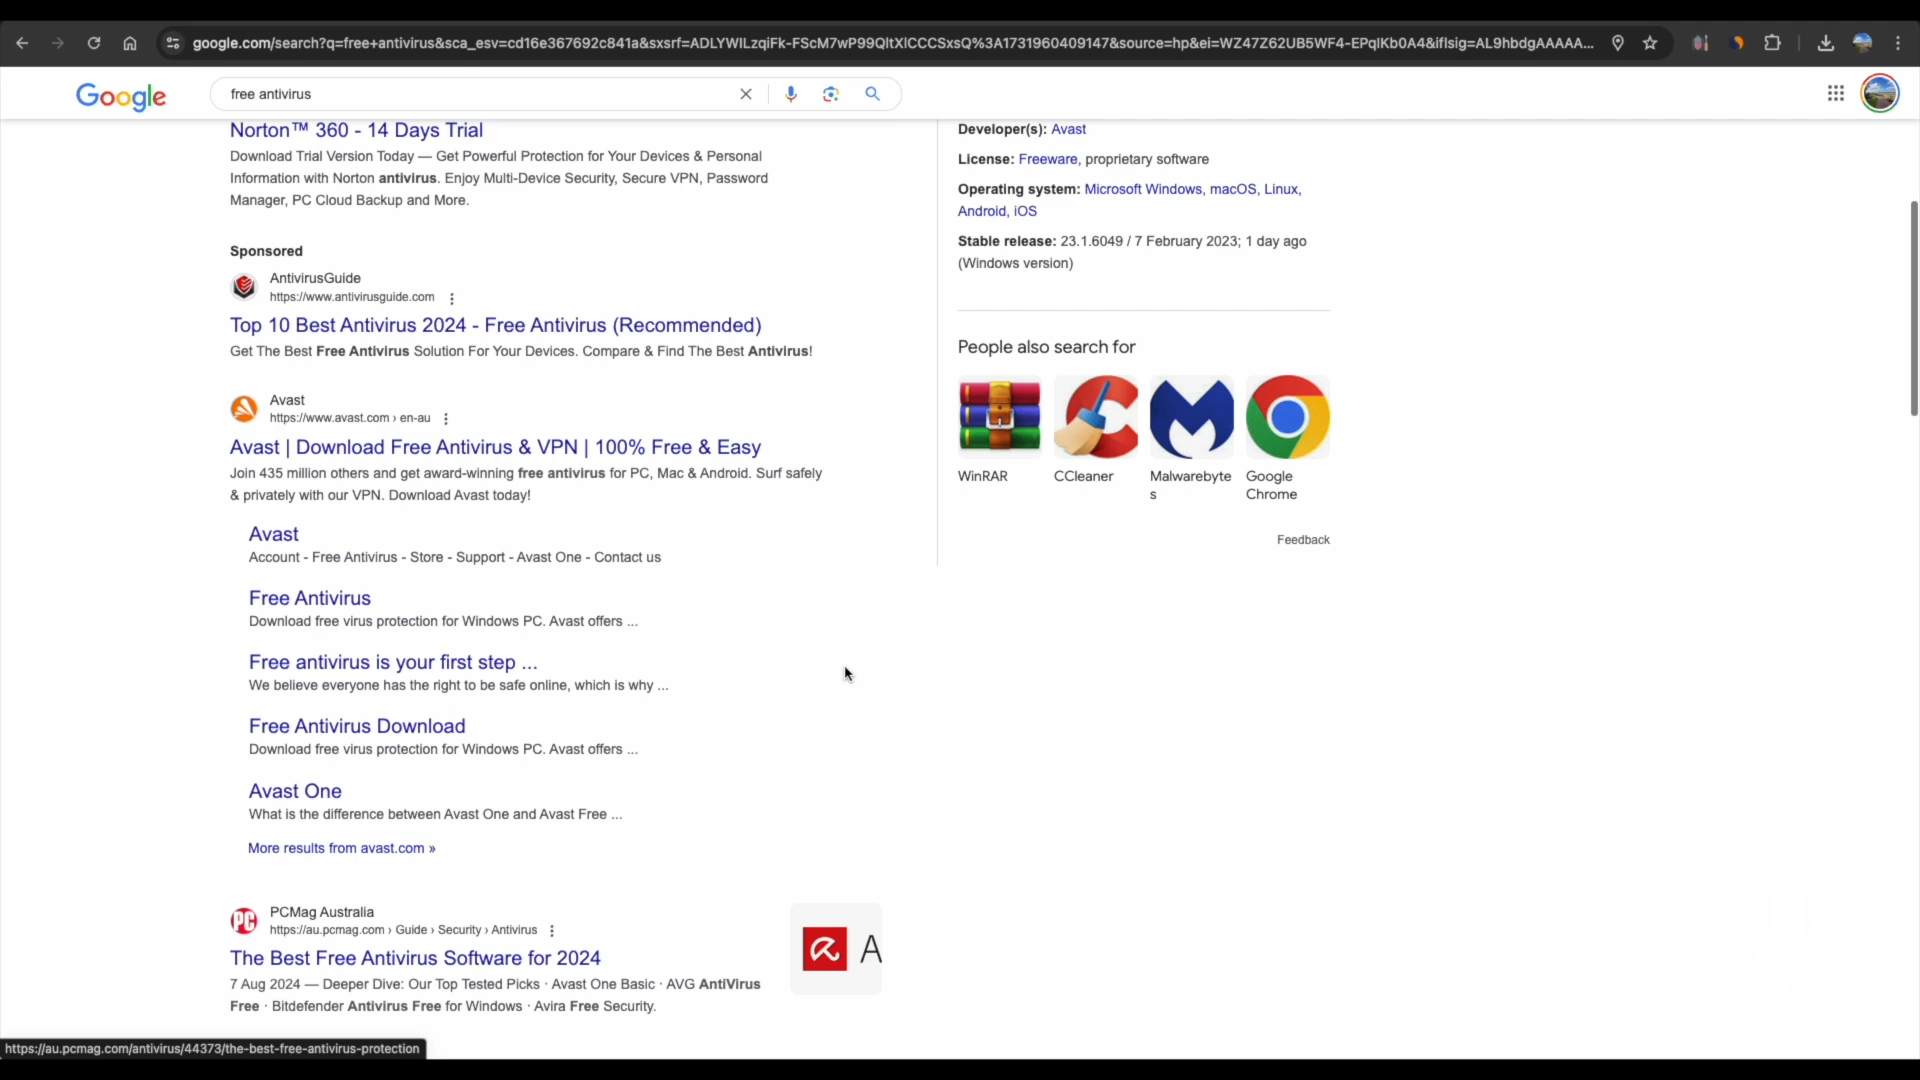 google.com/search?q=free+antivirus&sca_esv=cd16e367692c841a&sxsrf=ADLYWILzqiFk-FScM7wP99QltXlCCCSxsQ%3A1731960409147&source=hp&ei=WZ47Z62UB5WF4-EPqlKb0A4&iflsig=AL9hbdgAAAAA...
Google
free antivirus
Norton™ 360 - 14 Days Trial
Download Trial Version Today — Get Powerful Protection for Your Devices & Personal
Information with Norton antivirus. Enjoy Multi-Device Security, Secure VPN, Password
Manager, PC Cloud Backup and More.
Sponsored
AntivirusGuide
https://www.antivirusguide.com
Top 10 Best Antivirus 2024 - Free Antivirus (Recommended)
Get The Best Free Antivirus Solution For Your Devices. Compare & Find The Best Antivirus!
Avast
https://www.avast.com › en-au
Avast | Download Free Antivirus & VPN | 100% Free & Easy
Join 435 million others and get award-winning free antivirus for PC, Mac & Android. Surf safely
& privately with our VPN. Download Avast today!
Avast
Account - Free Antivirus - Store - Support - Avast One - Contact us
Free Antivirus
Download free virus protection for Windows PC. Avast offers ...
Free antivirus is your first step ...
We believe everyone has the right to be safe online, which is why ...
Free Antivirus Download
Download free virus protection for Windows PC. Avast offers ...
Avast One
What is the difference between Avast One and Avast Free ...
More results from avast.com »
PC
PCMag Australia
https://au.pcmag.com › Guide › Security › Antivirus
The Best Free Antivirus Software for 2024
7 Aug 2024 — Deeper Dive: Our Top Tested Picks · Avast One Basic · AVG AntiVirus
Free · Bitdefender Antivirus Free for Windows · Avira Free Security.
A
Developer(s): Avast
License: Freeware, proprietary software
Operating system: Microsoft Windows, macOS, Linux,
Android, iOS
Stable release: 23.1.6049 / 7 February 2023; 1 day ago
(Windows version)
People also search for
WinRAR
CCleaner
Malwarebyte
s
Google
Chrome
Feedback
https://au.pcmag.com/antivirus/44373/the-best-free-antivirus-protection